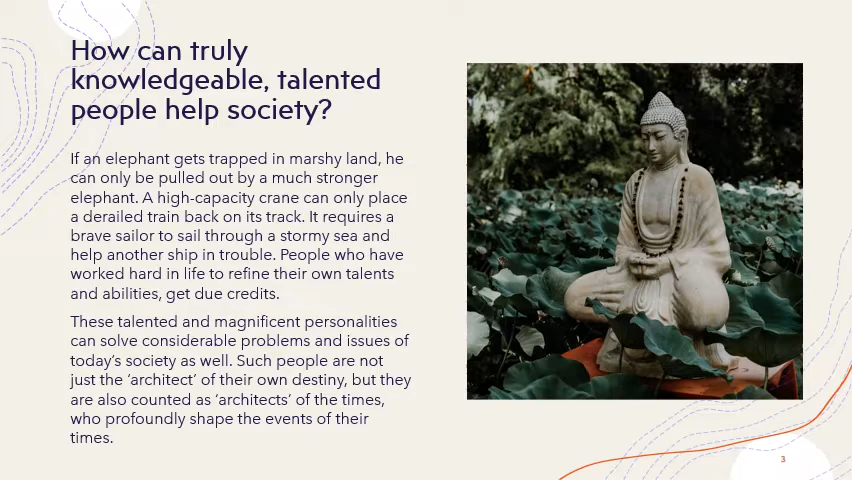 How can truly
knowledgeable, talented
people help society?
If an elephant gets trapped in marshy land, he
can only be pulled out by a much stronger
elephant. A high-capacity crane can only place
a derailed train back on its track. It requires a
brave sailor to sail through a stormy sea and
help another ship in trouble. People who have
worked hard in life to refine their own talents
and abilities, get due credits.
These talented and magnificent personalities
can solve considerable problems and issues of
today's society as well. Such people are not
just the ‘architect’ of their own destiny, but they
are also counted as ‘architects’ of the times,
who profoundly shape the events of their
times.
3